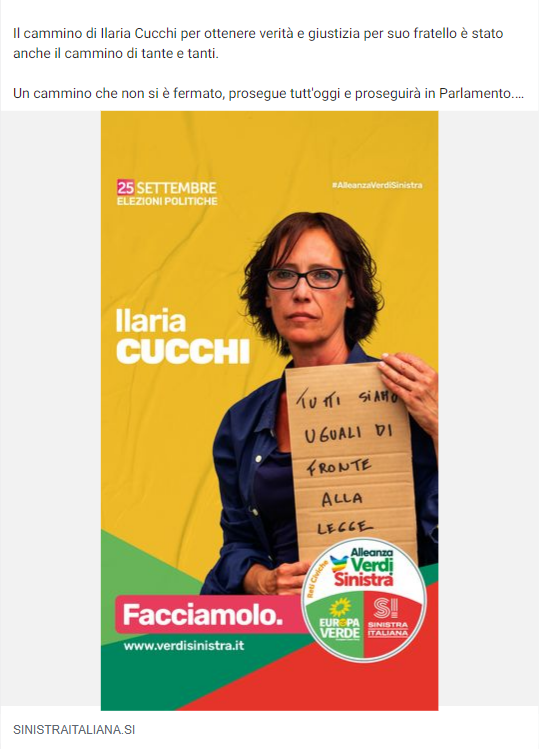 Il cammino di Ilaria Cucchi per ottenere verità e giustizia per suo fratello è stato
anche il cammino di tante e tanti.
Un cammino che non si è fermato, prosegue tutt'oggi e proseguirà in Parlamento....
25 SETTEMBRE
ELEZIONI POLITICHE
#AlleanzaVerdiSinistra
Ilaria
CUCCHI
TUTTI SIAMO
UGUALI DI
FRONTE
ALLA
LEGGE
Reti Civiche
Alleanza
Verdi
Sinistra
EUROPA
VERDE
SI
SINISTRA
ITALIANA
Facciamolo.
www.verdisinistra.it
SINISTRAITALIANA.SI